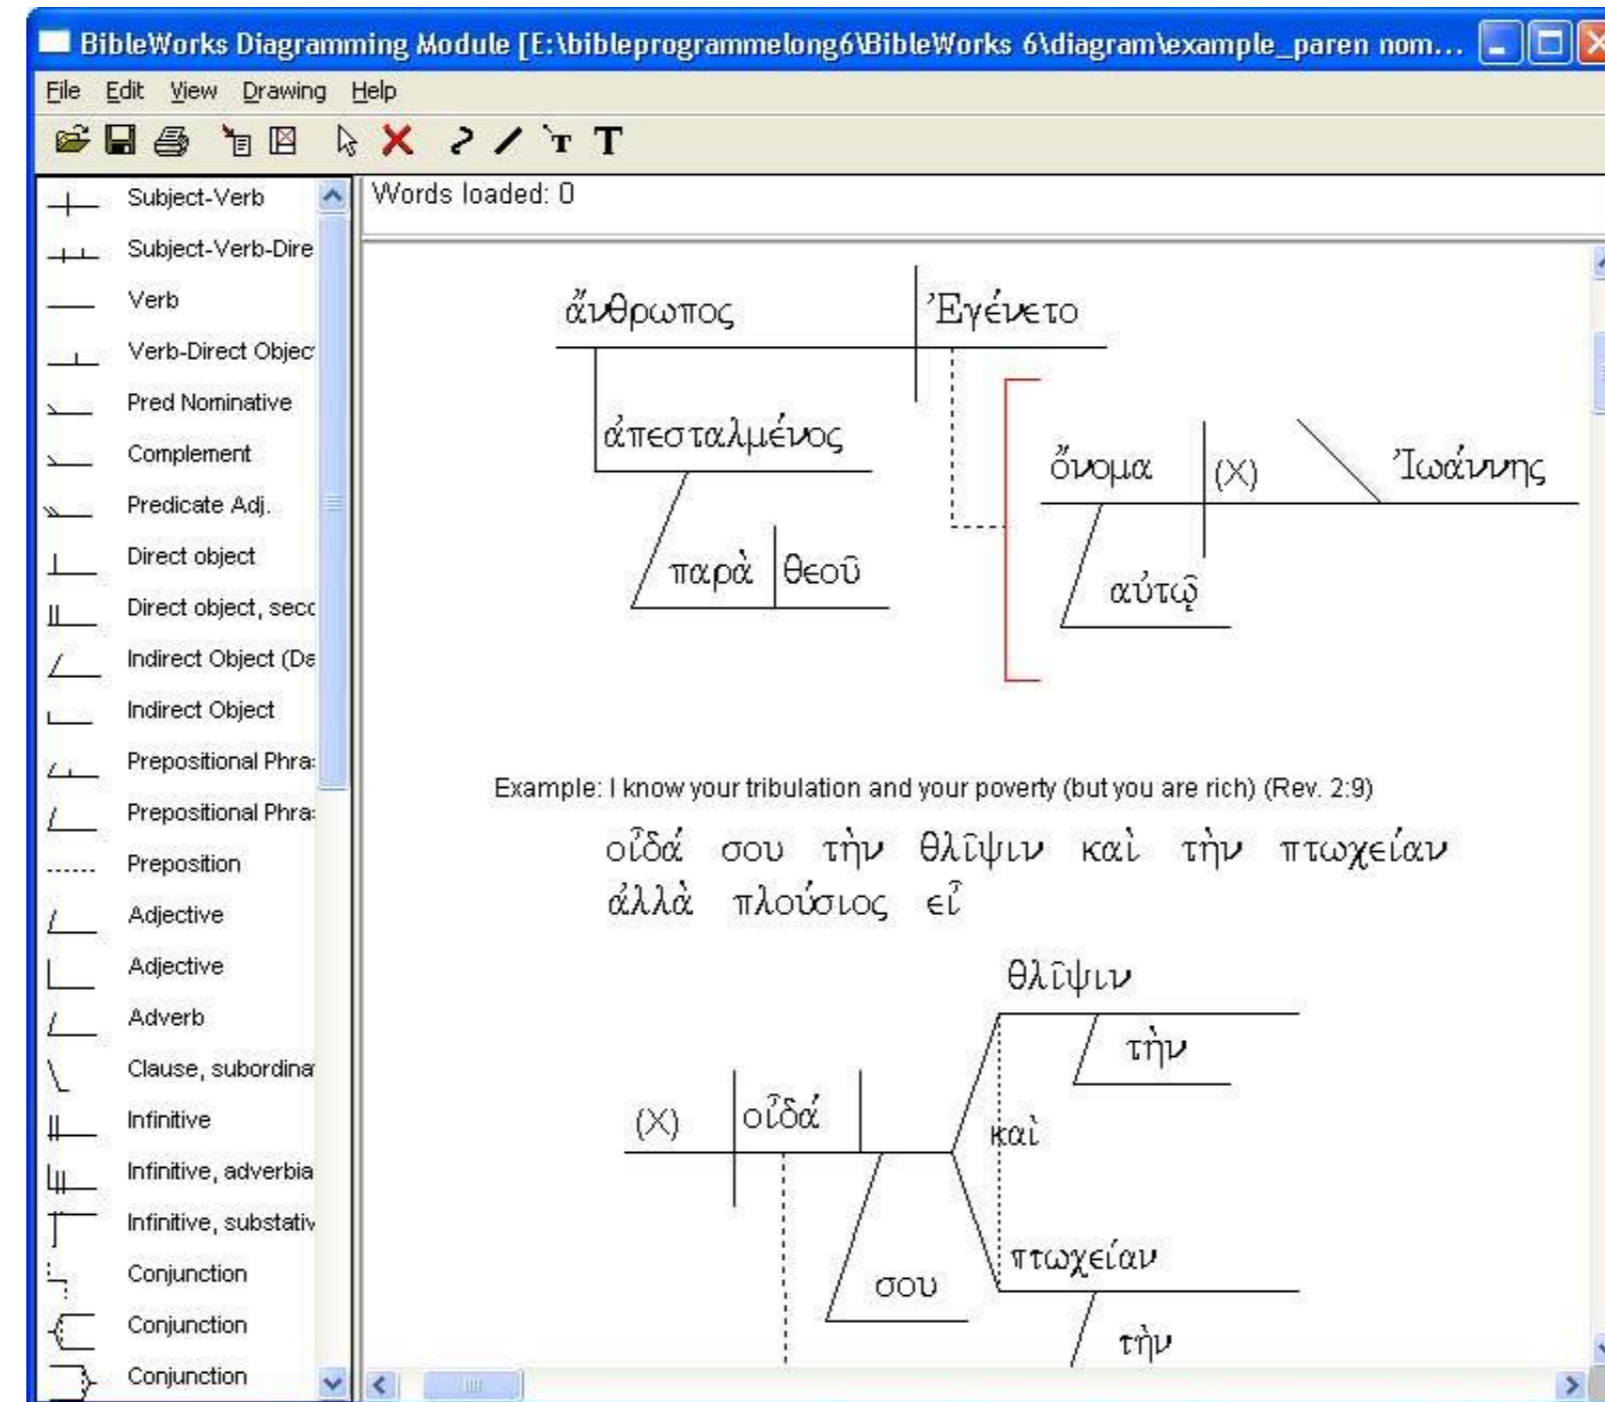 BibleWorks Diagramming Module [E:\bibleprogrammelong6\BibleWorks 6\diagram\example_paren nom...
File Edit View Drawing Help
T T
Words loaded: 0
Subject-Verb
Subject-Verb-Dire
Verb
Verb-Direct Objec
Pred Nominative
Complement
Predicate Adj.
Direct object
Direct object, seco
Indirect Object (Da
Indirect Object
Prepositional Phra
Prepositional Phra
Preposition
Adjective
Adjective
Adverb
Clause, subordina
Infinitive
Infinitive, adverbia
Infinitive, substativ
Conjunction
Conjunction
Conjunction
ἄνθρωπος Ἐγένετο
ἀπεσταλμένος
ὄνομα (X) Ἰωάννης
παρὰ θεοῦ
αὐτῷ
Example: I know your tribulation and your poverty (but you are rich) (Rev. 2:9)
οἶδά σου τὴν θλῖψιν καὶ τὴν πτωχείαν
ἀλλὰ πλούσιος εἶ
θλῖψιν
τὴν
(X) οἶδά
καὶ
πτωχείαν
σου
τὴν